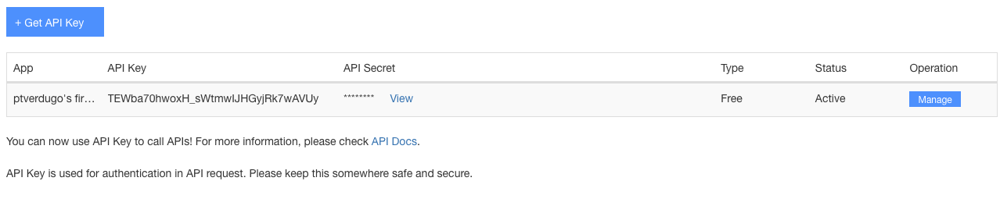 + Get API Key
App API Key API Secret Type Status Operation
ptverdugo's fir… TEWba70hwoxH_sWtmwIJHGyjRk7wAVUy ******** View Free Active Manage
You can now use API Key to call APIs! For more information, please check API Docs.
API Key is used for authentication in API request. Please keep this somewhere safe and secure.